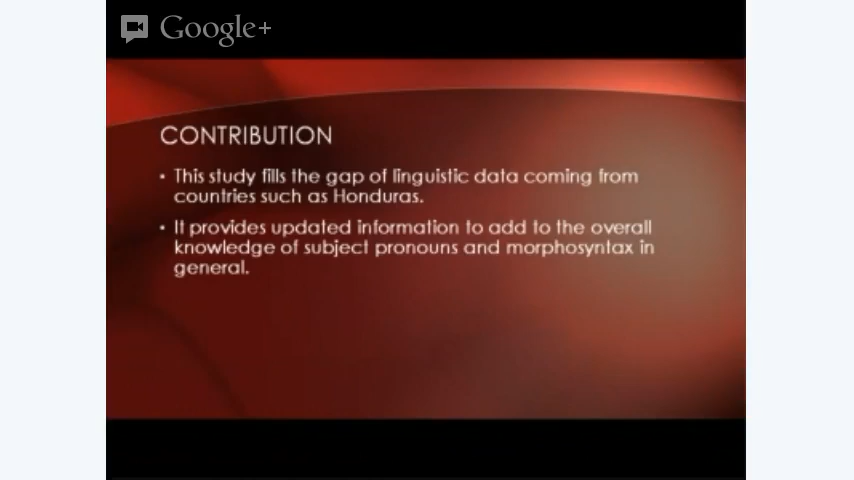 Google+
CONTRIBUTION
• This study fills the gap of linguistic data coming from
countries such as Honduras.
• It provides updated information to add to the overall
knowledge of subject pronouns and morphosyntax in
general.